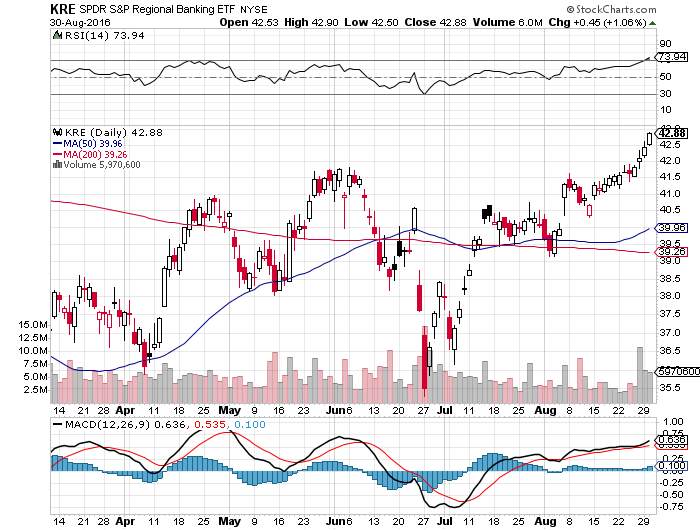 KRE SPDR S&P Regional Banking ETF NYSE © StockCharts.com
30-Aug-2016 Open 42.53 High 42.90 Low 42.50 Close 42.88 Volume 6.0M Chg +0.45 (+1.06%)
RSI(14) 73.94
90
73.94
50
30
10
KRE (Daily) 42.88
MA(50) 39.96
MA(200) 39.26
Volume 5,970,600
42.88
42.5
42.0
41.5
41.0
40.5
39.96
39.5
39.26
39.0
38.5
38.0
37.5
37.0
36.5
5970600
35.5
15.0M
12.5M
10.0M
7.5M
5.0M
2.5M
14 21 28 Apr 11 18 25 May 9 16 23 Jun 6 13 20 27 Jul 11 18 25 Aug 8 15 22 29
MACD(12,26,9) 0.636, 0.535, 0.100
1.00
0.636
0.100
-0.25
-0.50
-0.75
14 21 28 Apr 11 18 25 May 9 16 23 Jun 6 13 20 27 Jul 11 18 25 Aug 8 15 22 29